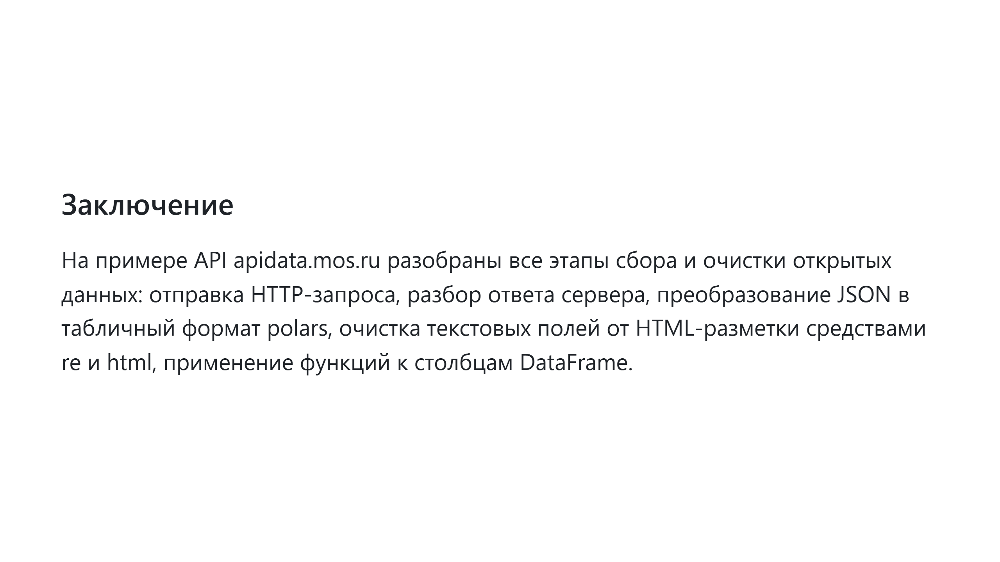 Заключение
На примере API apidata.mos.ru разобраны все этапы сбора и очистки открытых
данных: отправка HTTP-запроса, разбор ответа сервера, преобразование JSON в
табличный формат polars, очистка текстовых полей от HTML-разметки средствами
re и html, применение функций к столбцам DataFrame.